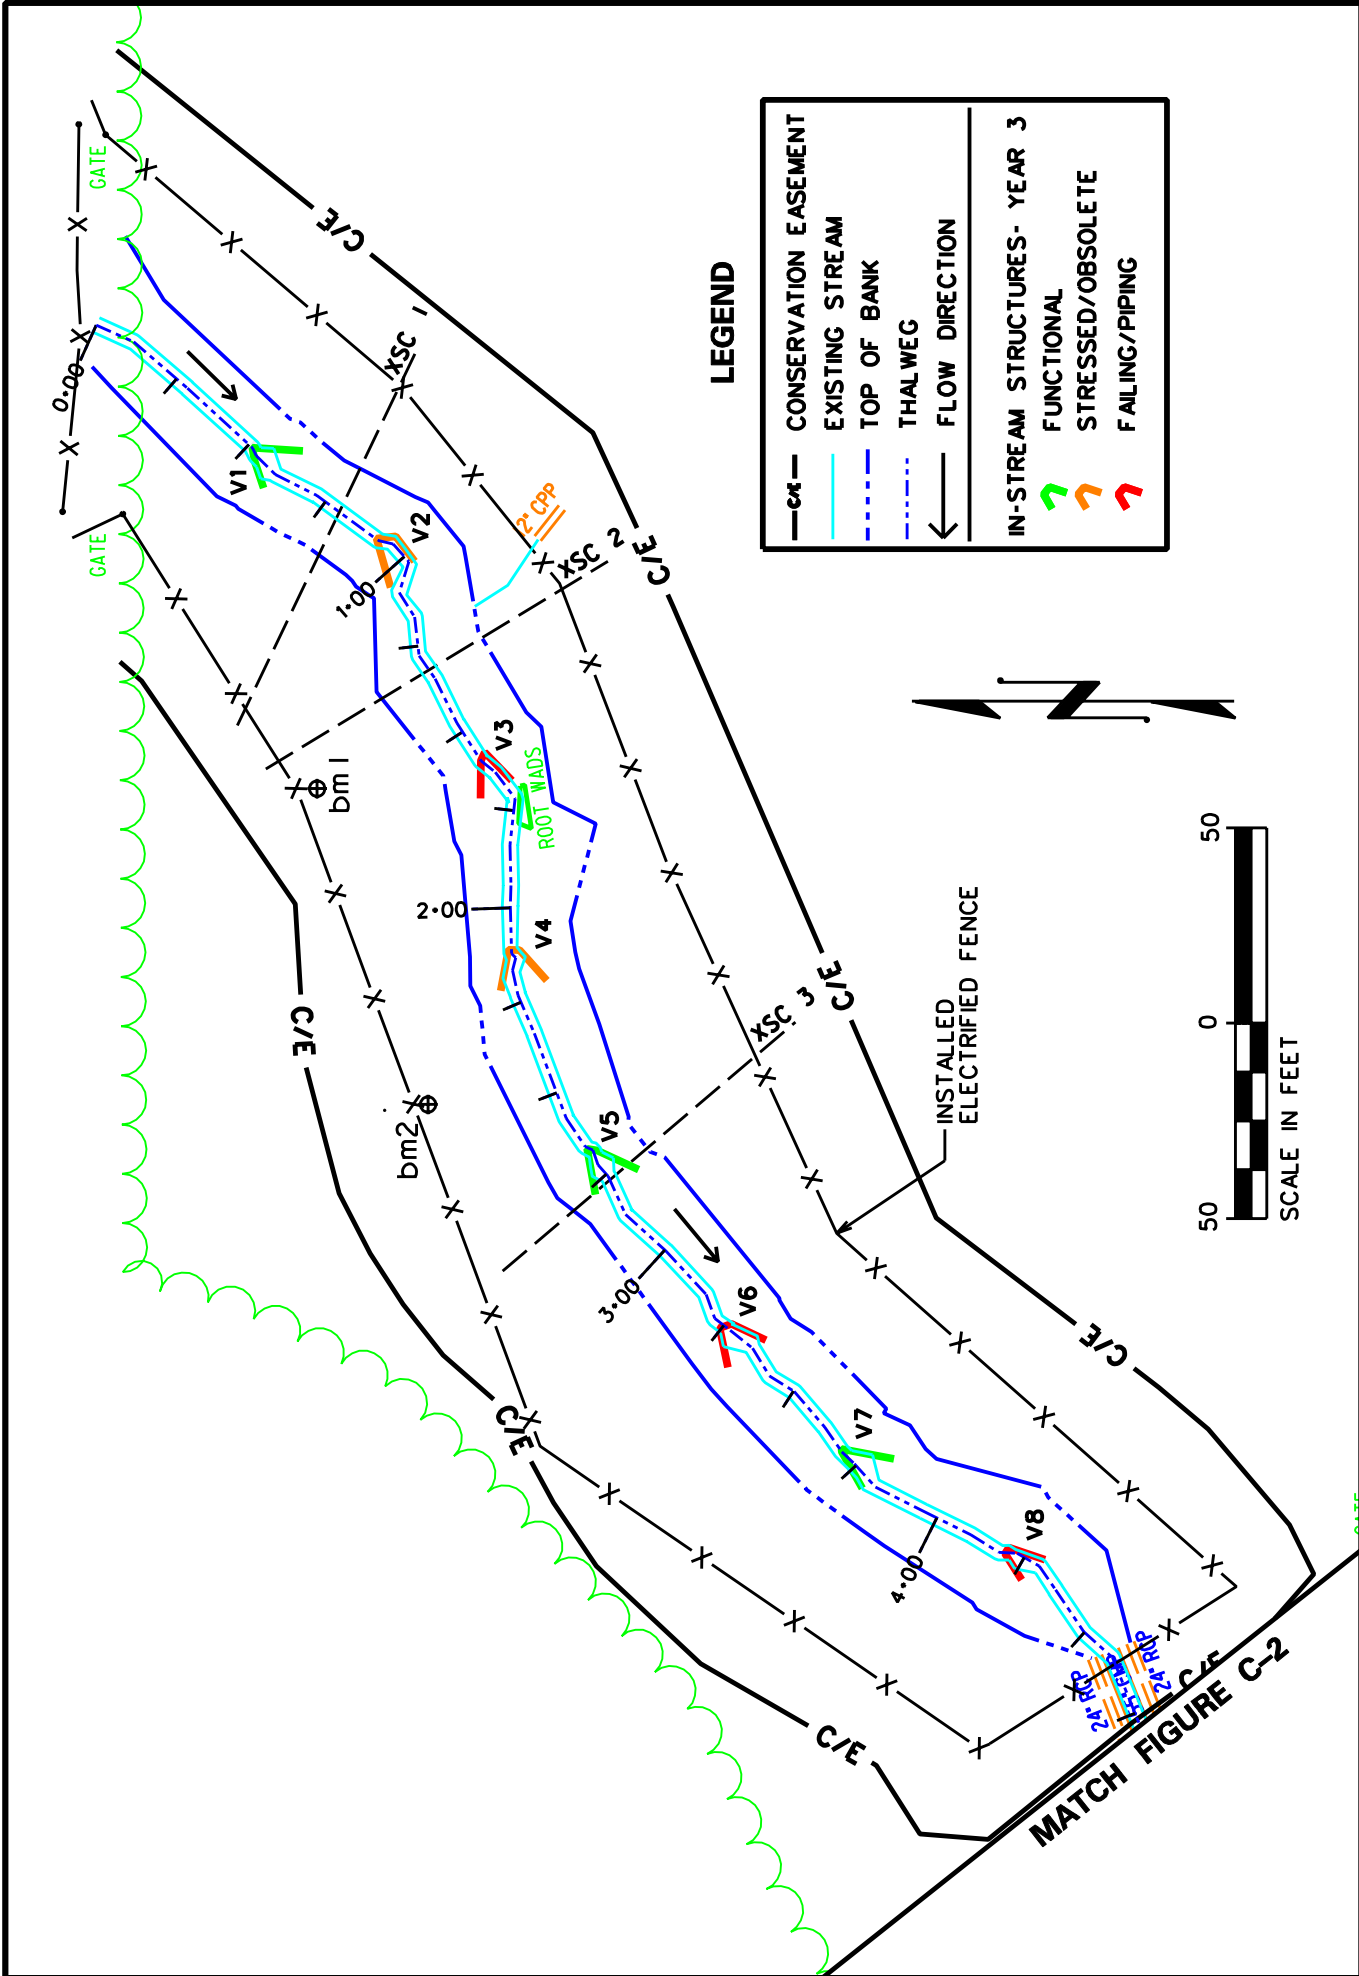 GATE
0+00
C/E
XSC 1
V1
GATE
V2
1+00
2" CPP
XSC 2
C/E
V3
bm1
ROOT WADS
2+00
V4
C/E
XSC 3
C/E
bm2
V5
3+00
V6
C/E
C/E
V7
V8
4+00
C/E
24" RCP
24" RCP
C/E
MATCH FIGURE C-2
INSTALLED
ELECTRIFIED FENCE
LEGEND
C/E
CONSERVATION EASEMENT
EXISTING STREAM
TOP OF BANK
THALWEG
FLOW DIRECTION
IN-STREAM STRUCTURES- YEAR 3
FUNCTIONAL
STRESSED/OBSOLETE
FAILING/PIPING
50
0
50
SCALE IN FEET